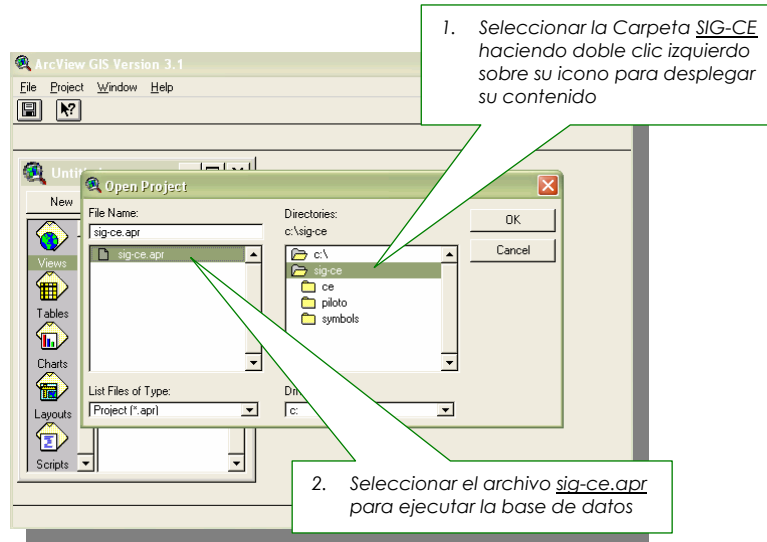 1. Seleccionar la Carpeta SIG-CE
haciendo doble clic izquierdo
sobre su icono para desplegar
su contenido
ArcView GIS Version 3.1
File Project Window Help
New
Views
Tables
Charts
Layouts
Scripts
Open Project
File Name:
sig-ce.apr
sig-ce.apr
List Files of Type:
Project (*.apr)
Directories:
c:\sig-ce
c:\
sig-ce
ce
piloto
symbols
c:
OK
Cancel
2. Seleccionar el archivo sig-ce.apr
para ejecutar la base de datos